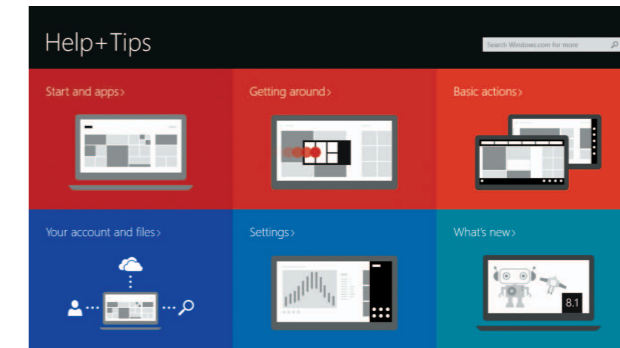 Help+Tips
Search Windows.com for more
Start and apps>
Getting around>
Basic actions>
Your account and files>
Settings>
What's new>
8.1